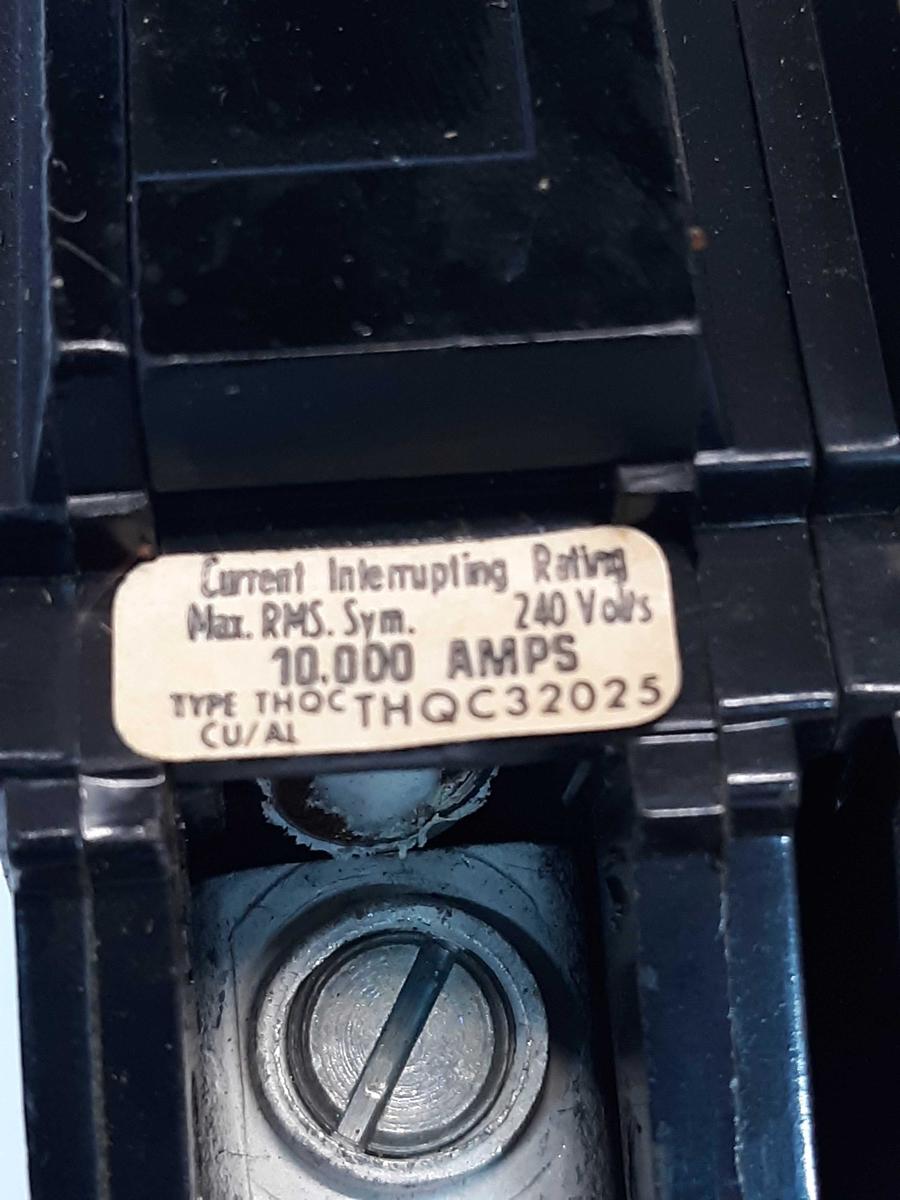 Current Interrupting Rating
Max. RMS. Sym. 240 Volts
10.000 AMPS
TYPE THQC THQC32025
CU/AL